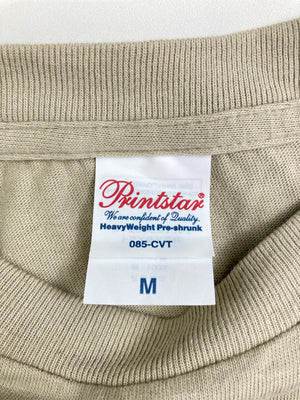 Printstar®
We are confident of Quality.
HeavyWeight Pre-shrunk
085-CVT
M